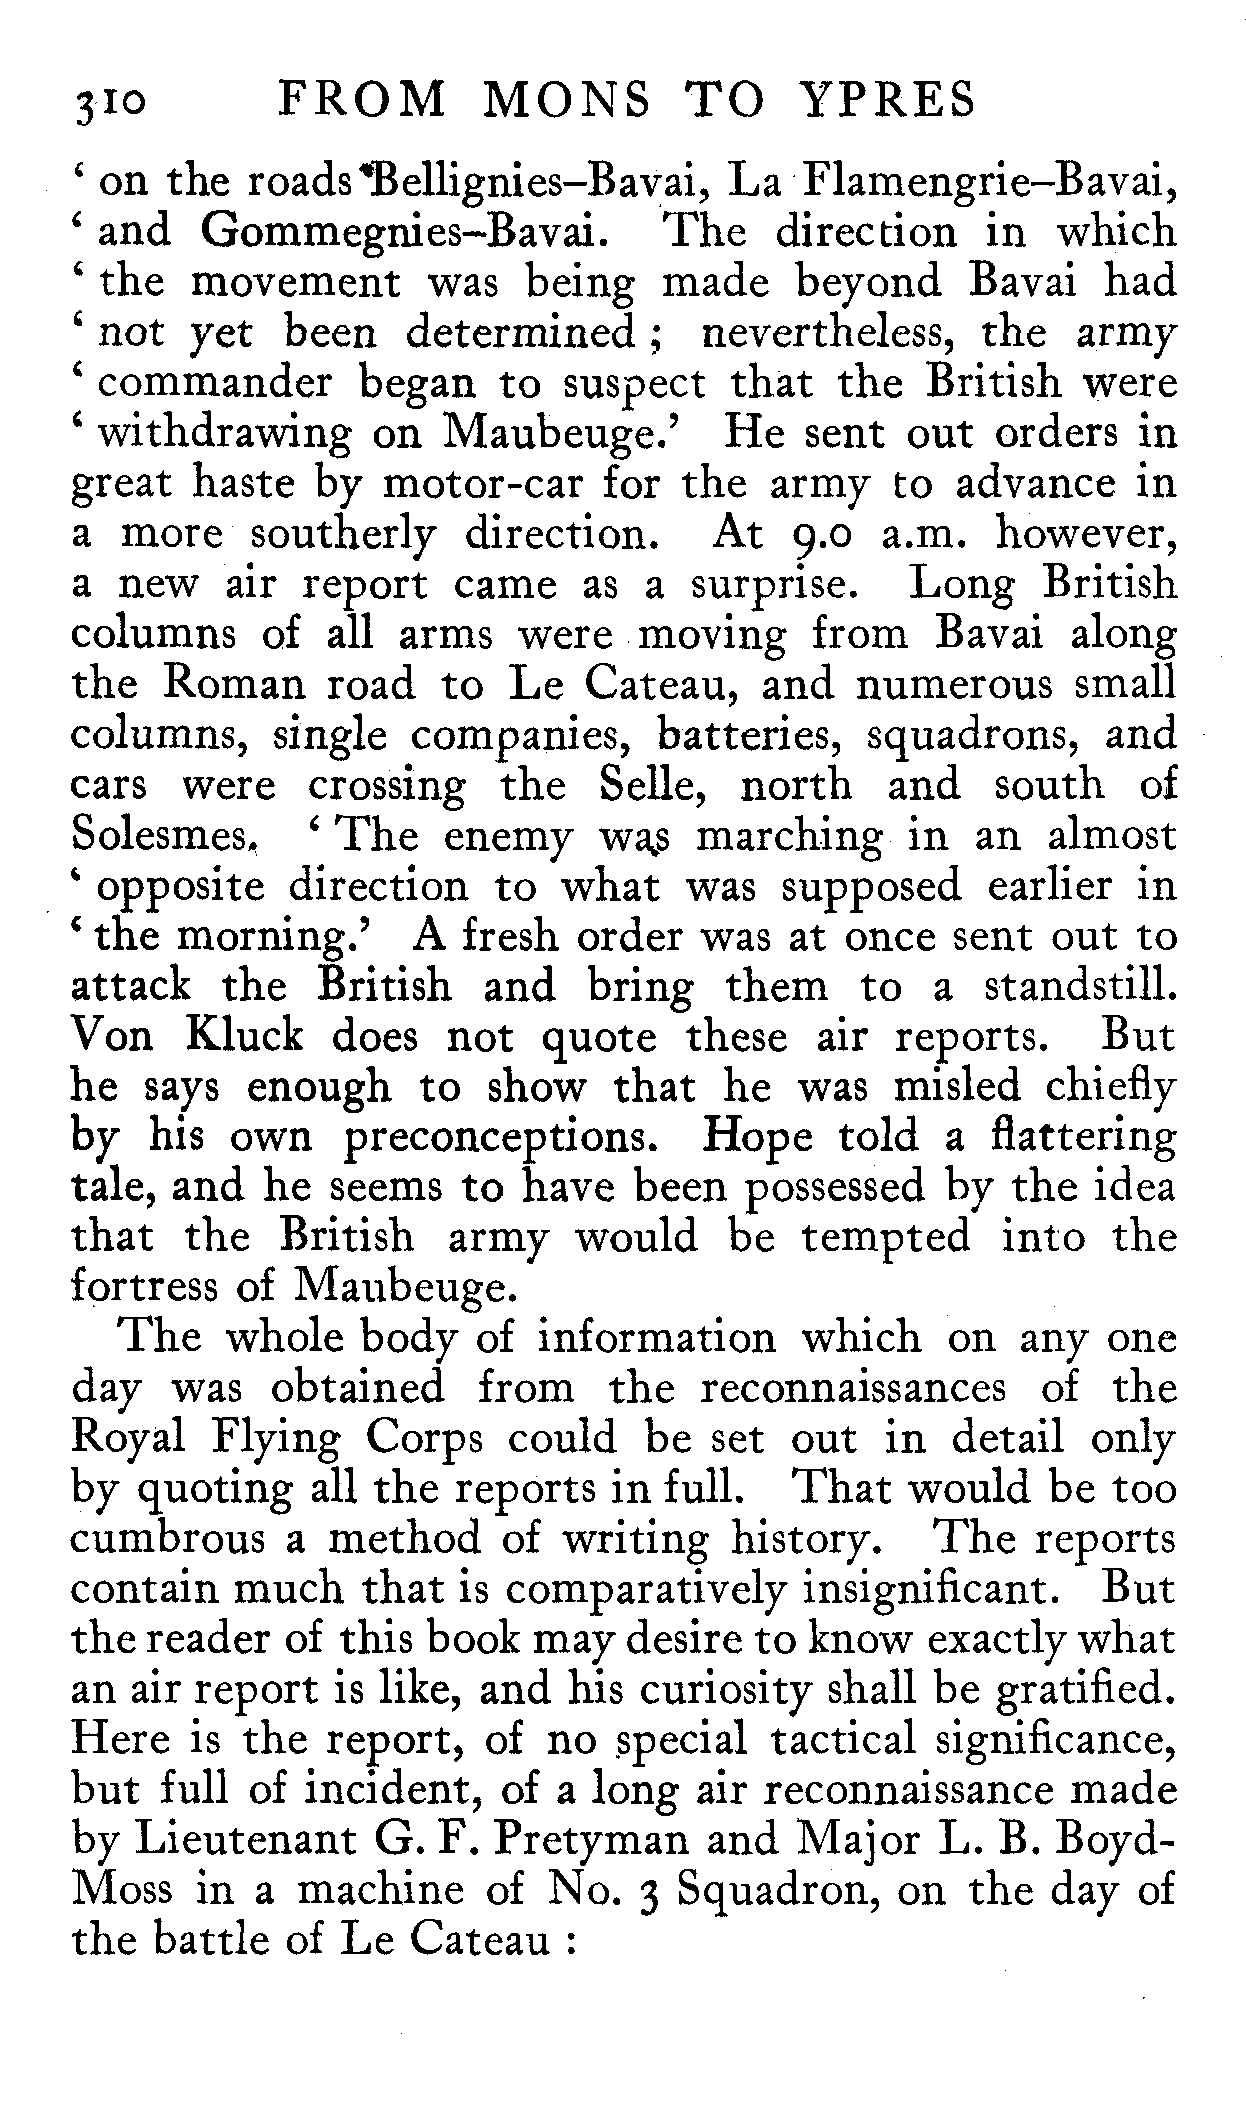 310 FROM MONS TO YPRES
‘ on the roads Bellignies–Bavai, La Flamengrie–Bavai,
‘ and Gommegnies–Bavai. The direction in which
‘ the movement was being made beyond Bavai had
‘ not yet been determined ; nevertheless, the army
‘ commander began to suspect that the British were
‘ withdrawing on Maubeuge.’ He sent out orders in
great haste by motor-car for the army to advance in
a more southerly direction. At 9.0 a.m. however,
a new air report came as a surprise. Long British
columns of all arms were moving from Bavai along
the Roman road to Le Cateau, and numerous small
columns, single companies, batteries, squadrons, and
cars were crossing the Selle, north and south of
Solesmes. ‘ The enemy was marching in an almost
‘ opposite direction to what was supposed earlier in
‘ the morning.’ A fresh order was at once sent out to
attack the British and bring them to a standstill.
Von Kluck does not quote these air reports. But
he says enough to show that he was misled chiefly
by his own preconceptions. Hope told a flattering
tale, and he seems to have been possessed by the idea
that the British army would be tempted into the
fortress of Maubeuge.
The whole body of information which on any one
day was obtained from the reconnaissances of the
Royal Flying Corps could be set out in detail only
by quoting all the reports in full. That would be too
cumbrous a method of writing history. The reports
contain much that is comparatively insignificant. But
the reader of this book may desire to know exactly what
an air report is like, and his curiosity shall be gratified.
Here is the report, of no special tactical significance,
but full of incident, of a long air reconnaissance made
by Lieutenant G. F. Pretyman and Major L. B. Boyd-
Moss in a machine of No. 3 Squadron, on the day of
the battle of Le Cateau :